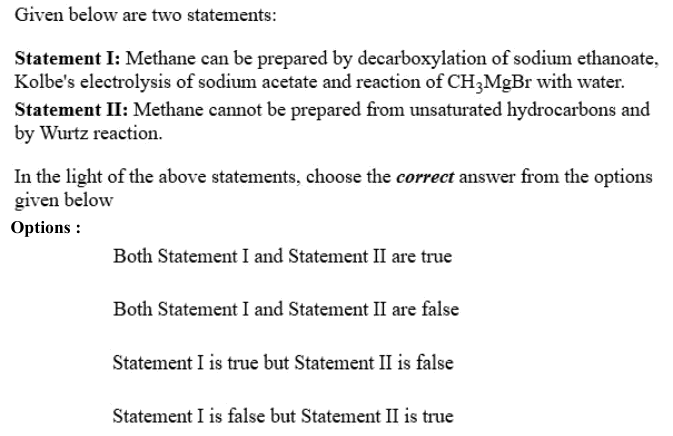 Given below are two statements:
Statement I: Methane can be prepared by decarboxylation of sodium ethanoate,
Kolbe's electrolysis of sodium acetate and reaction of CH₃MgBr with water.
Statement II: Methane cannot be prepared from unsaturated hydrocarbons and
by Wurtz reaction.
In the light of the above statements, choose the correct answer from the options
given below
Options :
Both Statement I and Statement II are true
Both Statement I and Statement II are false
Statement I is true but Statement II is false
Statement I is false but Statement II is true